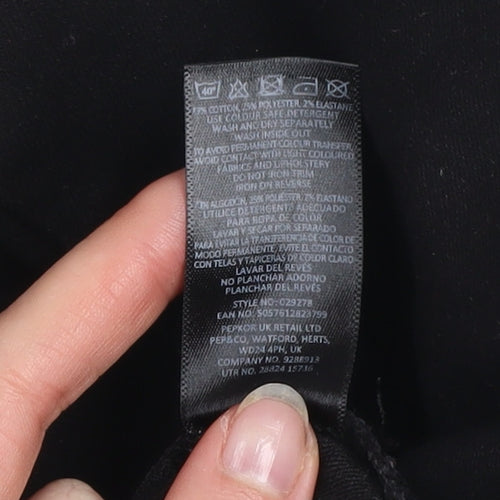 40°
COTTON, 25% POLYESTER, 2% ELASTANE
USE COLOUR SAFE DETERGENT
WASH AND DRY SEPARATELY
WASH INSIDE OUT
TO AVOID PERMANENT COLOUR TRANSFER
AVOID CONTACT WITH LIGHT COLOURED
FABRICS AND UPHOLSTERY
DO NOT IRON TRIM
IRON ON REVERSE
ALGODÓN, 25% POLIÉSTER, 2% ELASTANO
UTILICE DETERGENTE ADECUADO
PARA ROPA DE COLOR
LAVAR Y SECAR POR SEPARADO
PARA EVITAR LA TRANSFERENCIA DE COLOR DE
MODO PERMANENTE, EVITE EL CONTACTO
CON TELAS Y TAPICERÍAS DE COLOR CLARO
LAVAR DEL REVÉS
NO PLANCHAR ADORNO
PLANCHAR DEL REVÉS
STYLE NO: 029278
EAN NO: 5057612823799
PEPKOR UK RETAIL LTD
PEP&CO, WATFORD, HERTS,
WD24 4PH, UK
COMPANY NO. 9288913
UTR NO. 28824 15736